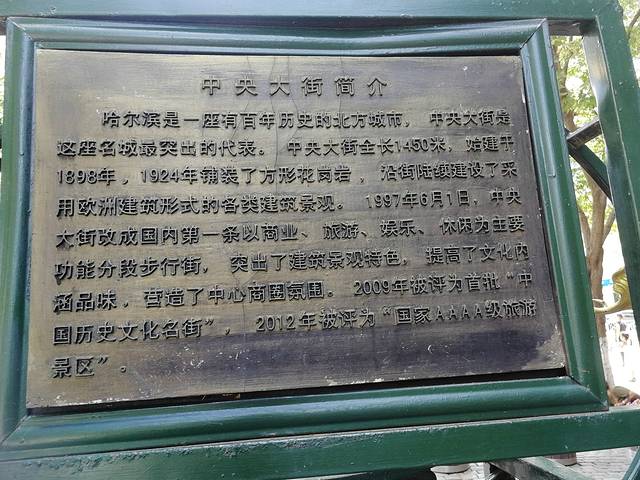 中央大街简介
哈尔滨是一座有百年历史的北方城市，中央大街是
这座名城最突出的代表。中央大街全长1450米，始建于
1898年，1924年铺装了方形花岗岩，沿街陆续建设了采
用欧洲建筑形式的各类建筑景观。1997年6月1日，中央
大街改成国内第一条以商业、旅游、娱乐、休闲为主要
功能分段步行街，突出了建筑景观特色，提高了文化内
涵品味，营造了中心商圈氛围。2009年被评为首批“中
国历史文化名街”，2012年被评为“国家AAAA级旅游
景区”。